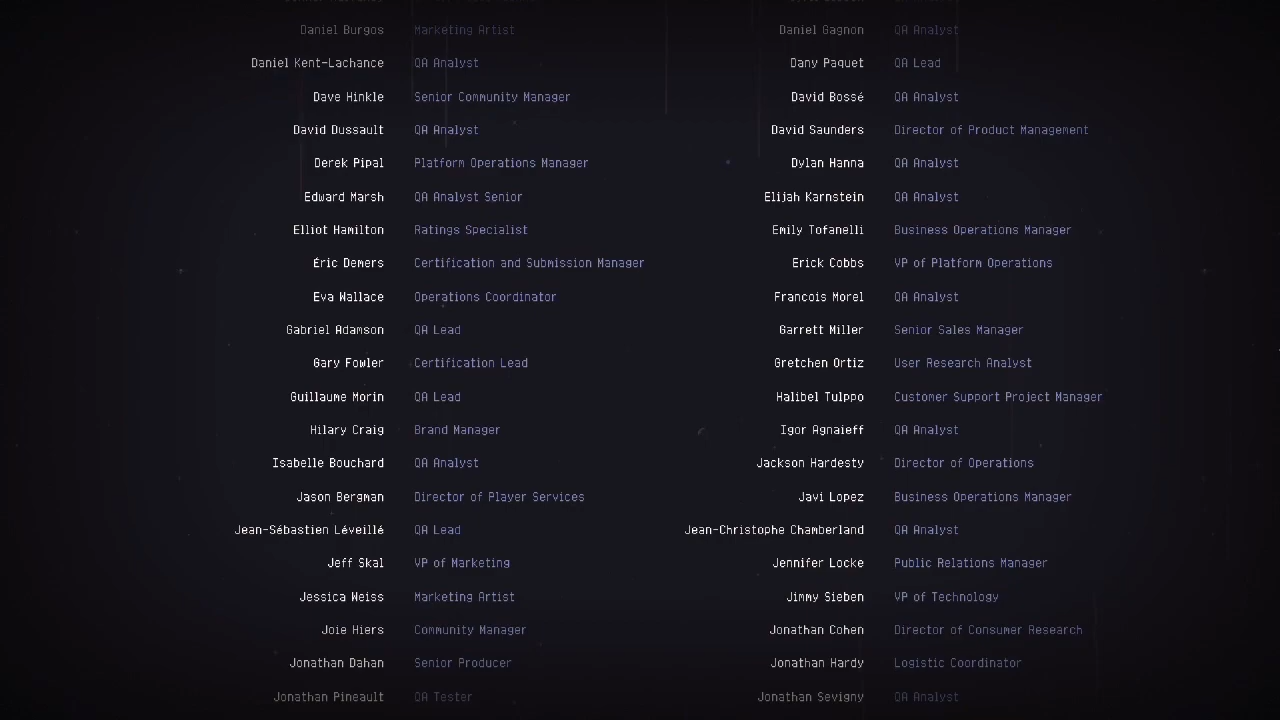 Daniel Burgos Marketing Artist Daniel Gagnon QA Analyst
Daniel Kent-Lachance QA Analyst Dany Paquet QA Lead
Dave Hinkle Senior Community Manager David Bossé QA Analyst
David Dussault QA Analyst David Saunders Director of Product Management
Derek Pipal Platform Operations Manager Dylan Hanna QA Analyst
Edward Marsh QA Analyst Senior Elijah Karnstein QA Analyst
Elliot Hamilton Ratings Specialist Emily Tofanelli Business Operations Manager
Éric Demers Certification and Submission Manager Erick Cobbs VP of Platform Operations
Eva Wallace Operations Coordinator Francois Morel QA Analyst
Gabriel Adamson QA Lead Garrett Miller Senior Sales Manager
Gary Fowler Certification Lead Gretchen Ortiz User Research Analyst
Guillaume Morin QA Lead Halibel Tulppo Customer Support Project Manager
Hilary Craig Brand Manager Igor Agnaieff QA Analyst
Isabelle Bouchard QA Analyst Jackson Hardesty Director of Operations
Jason Bergman Director of Player Services Javi Lopez Business Operations Manager
Jean-Sébastien Léveillé QA Lead Jean-Christophe Chamberland QA Analyst
Jeff Skal VP of Marketing Jennifer Locke Public Relations Manager
Jessica Weiss Marketing Artist Jimmy Sieben VP of Technology
Joie Hiers Community Manager Jonathan Cohen Director of Consumer Research
Jonathan Dahan Senior Producer Jonathan Hardy Logistic Coordinator
Jonathan Pineault QA Tester Jonathan Sevigny QA Analyst